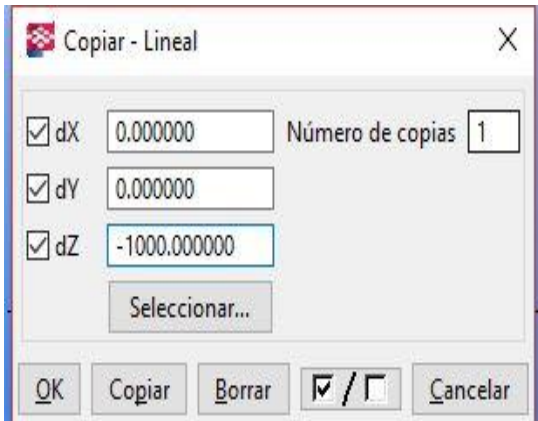 Copiar - Lineal
dX 0.000000 Número de copias 1
dY 0.000000
dZ -1000.000000
Seleccionar...
OK Copiar Borrar / Cancelar